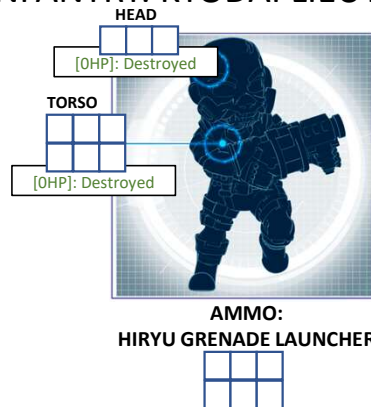 HEAD
[0HP]: Destroyed
TORSO
[0HP]: Destroyed
AMMO:
HIRYU GRENADE LAUNCHER